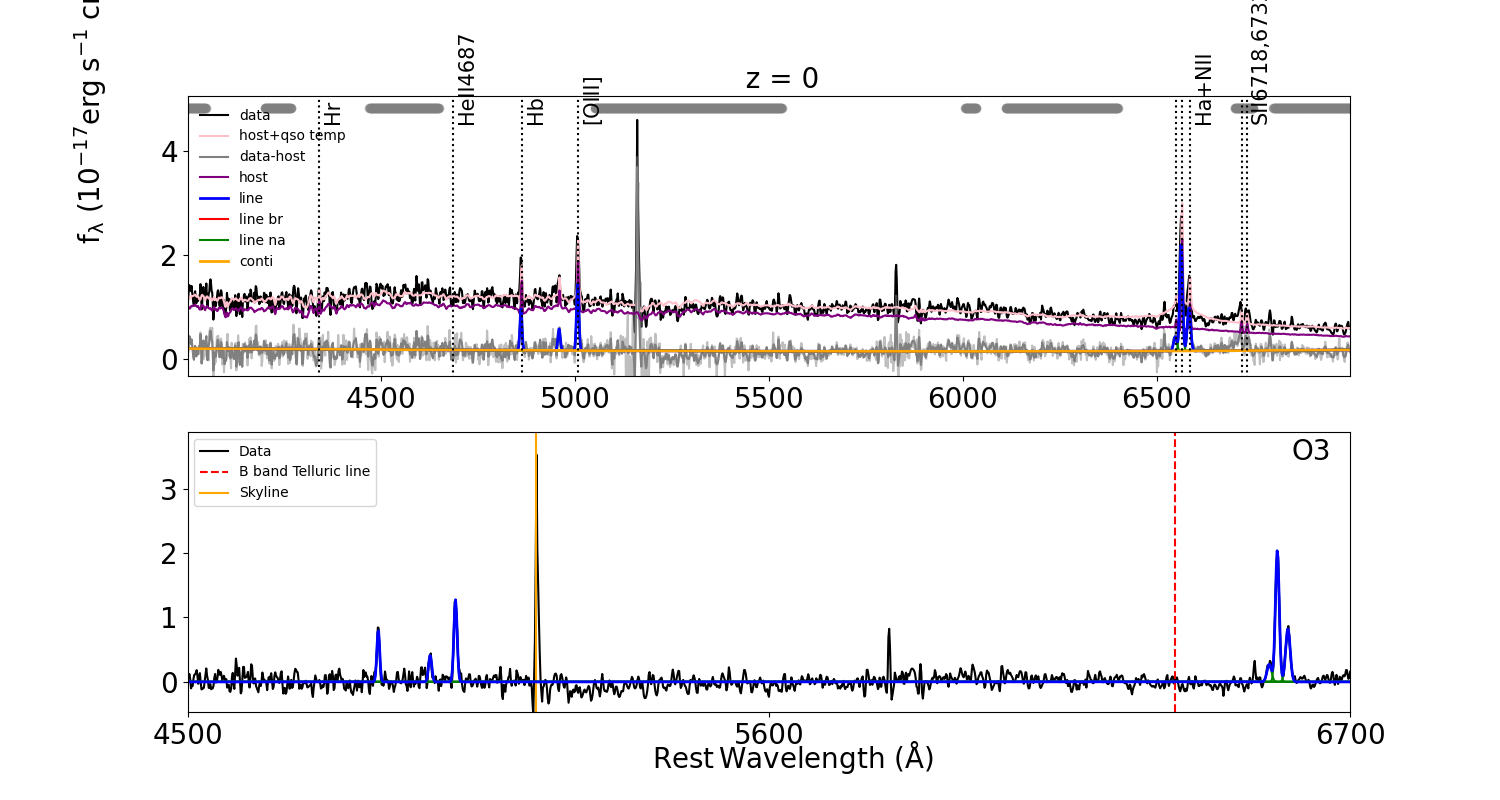 z = 0
f_λ (10^−17 erg s^−1
Hr
HeII4687
Hb
[OIII]
Ha+NII
SII6718,673
data
host+qso temp
data-host
host
line
line br
line na
conti
4
2
0
4500
5000
5500
6000
6500
O3
Data
B band Telluric line
Skyline
3
2
1
0
4500
5600
6700
Rest Wavelength (Å)